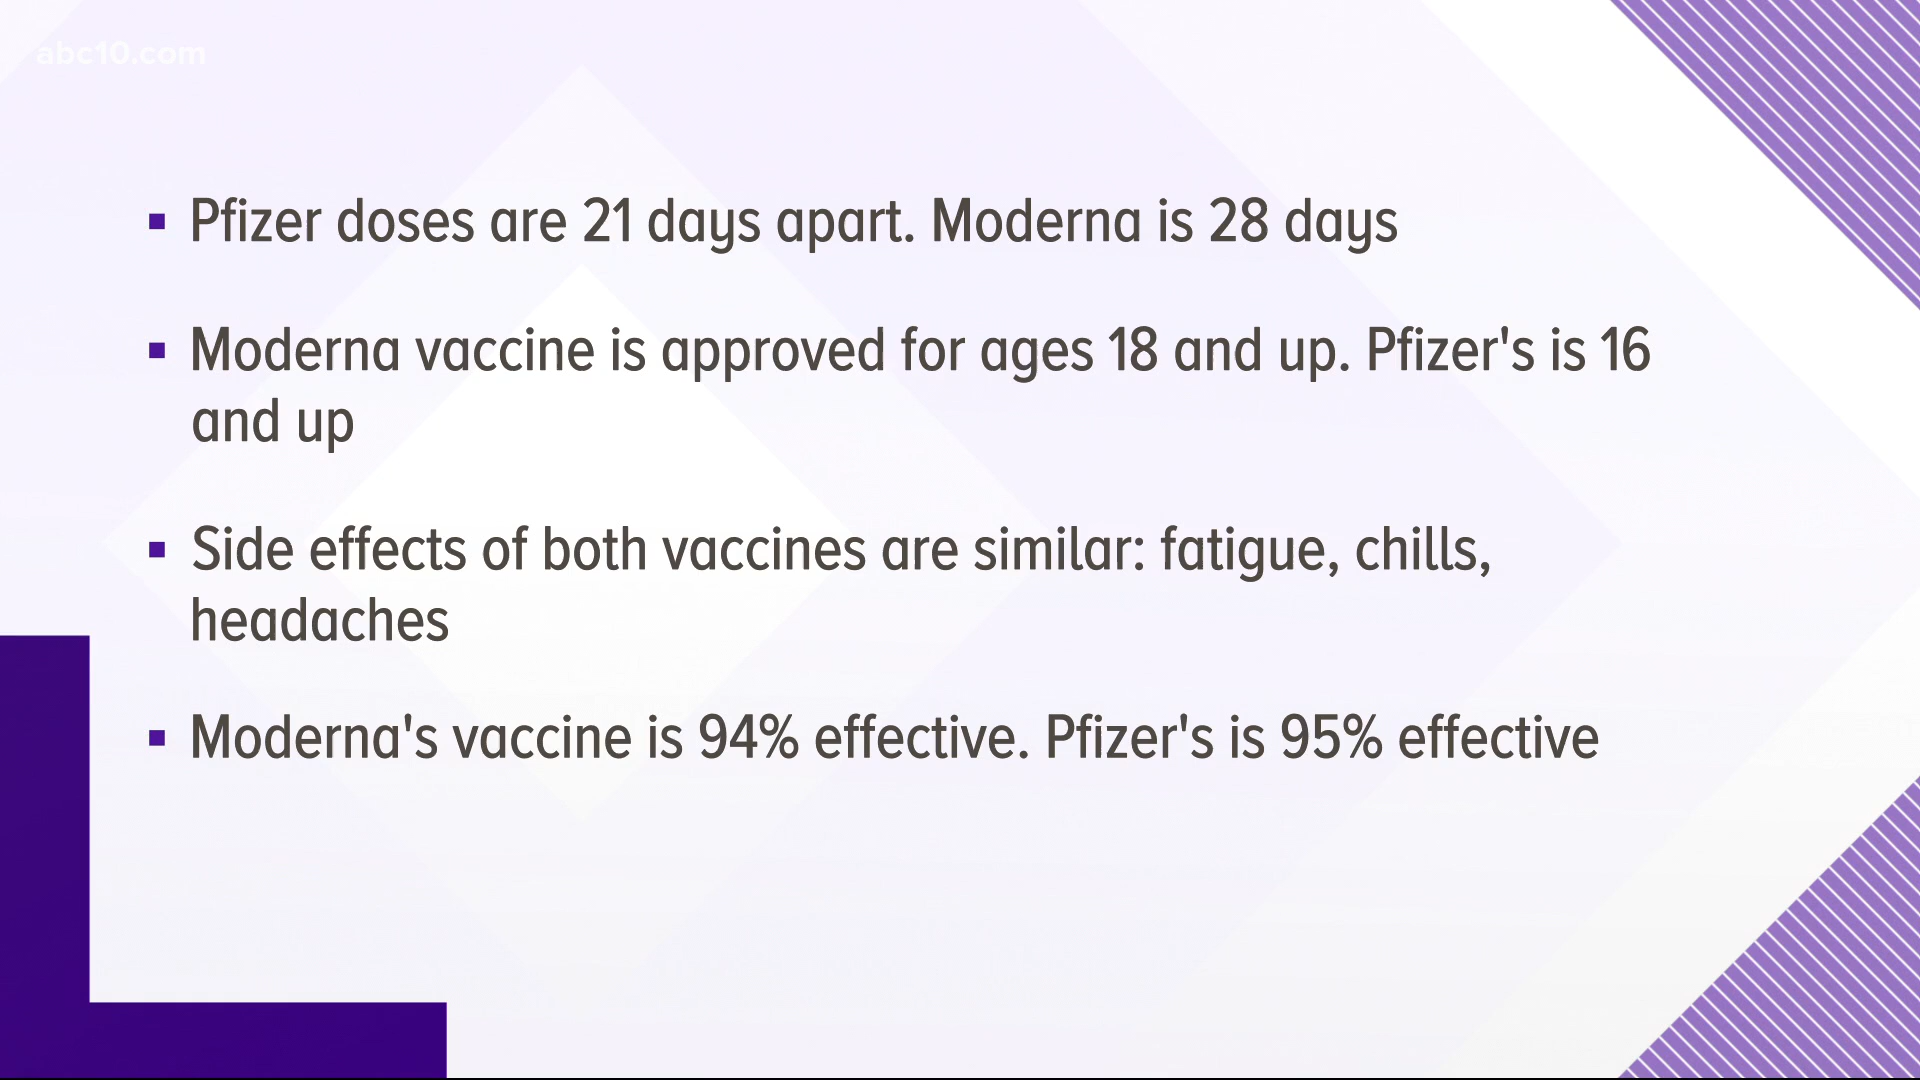 abc10.com
▪ Pfizer doses are 21 days apart. Moderna is 28 days
▪ Moderna vaccine is approved for ages 18 and up. Pfizer's is 16
and up
▪ Side effects of both vaccines are similar: fatigue, chills,
headaches
▪ Moderna's vaccine is 94% effective. Pfizer's is 95% effective